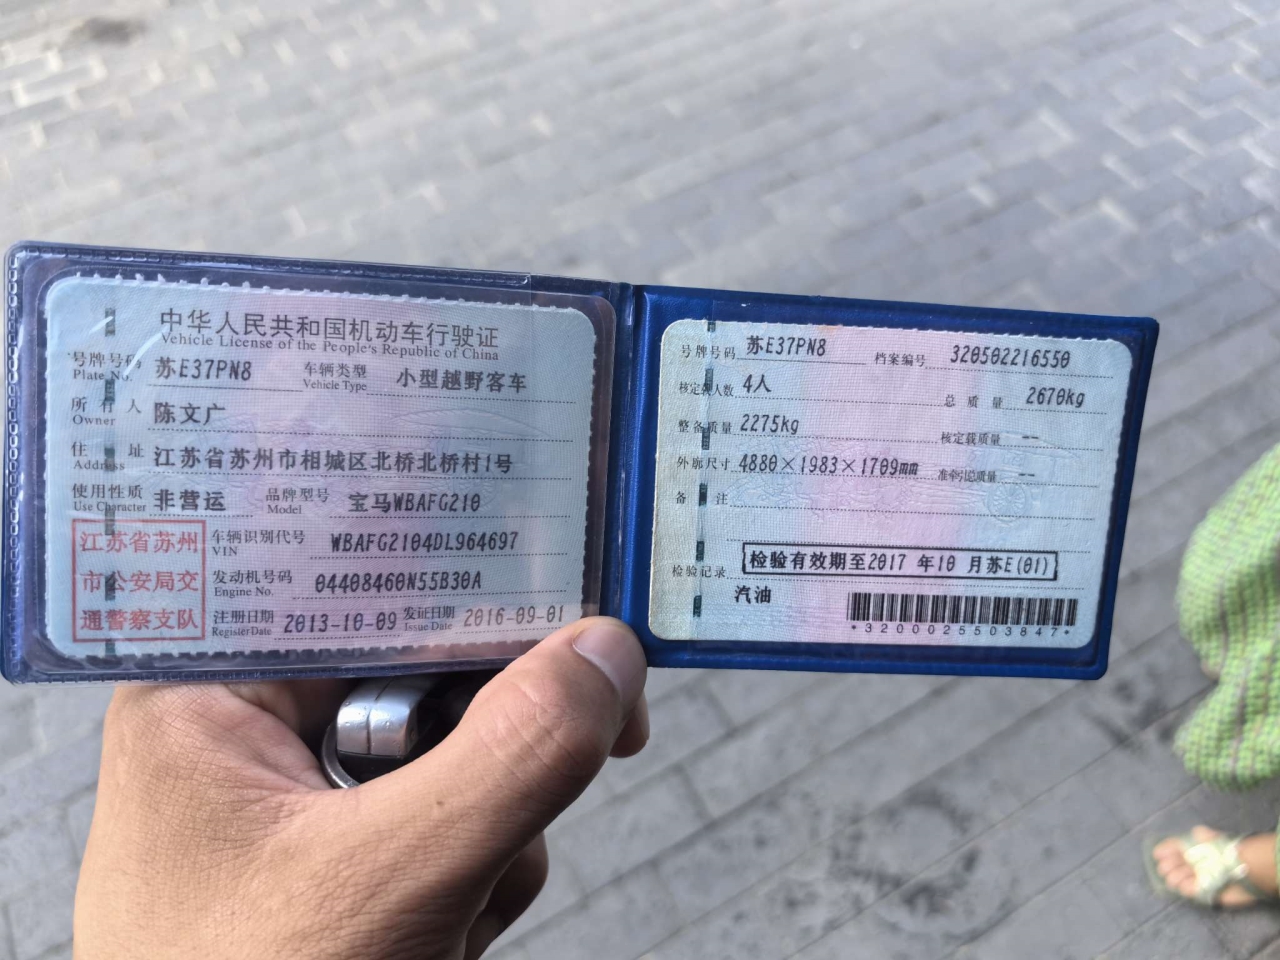 中华人民共和国机动车行驶证
Vehicle License of the People's Republic of China
号牌号码 苏E37PN8 车辆类型 小型越野客车
Plate No. Vehicle Type
所有人 陈文广
Owner
住址 江苏省苏州市相城区北桥北桥村1号
Address
使用性质 非营运 品牌型号 宝马WBAFG210
Use Character Model
江苏省苏州
市公安局交
通警察支队
车辆识别代号 WBAFG2104DL964697
VIN
发动机号码 04408460N55B30A
Engine No.
注册日期 2013-10-09 发证日期 2016-09-01
Register Date Issue Date
号牌号码 苏E37PN8 档案编号 320502216550
核定载人数 4人 总质量 2670kg
整备质量 2275kg 核定载质量 --
外廓尺寸 4880×1983×1709mm 准牵引总质量 --
备注
检验记录 检验有效期至2017 年10 月苏E(01)
汽油
*3200025503847*